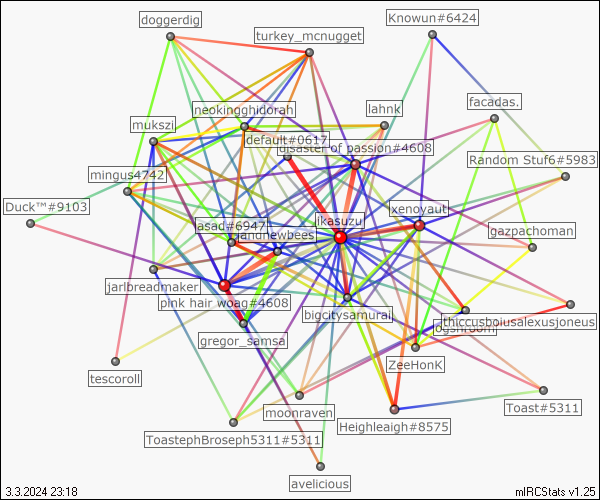 doggerdig
Knowun#6424
turkey_mcnugget
neokingghidorah
lahnk
facadas.
mukszi
default#0617
disaster of passion#4608
Random Stuf6#5983
mingus4742
Duck™#9103
ikasuzu
xenoyaut
asad#6947
gazpachoman
jarlbreadmaker
pink hair woag#4608
bigcitysamurai
thiccusboiusalexusjoneus
gregor_samsa
ZeeHonK
tescoroll
moonraven
Toast#5311
Heighleaigh#8575
ToastephBroseph5311#5311
avelicious
3.3.2024 23:18
mIRCStats v1.25